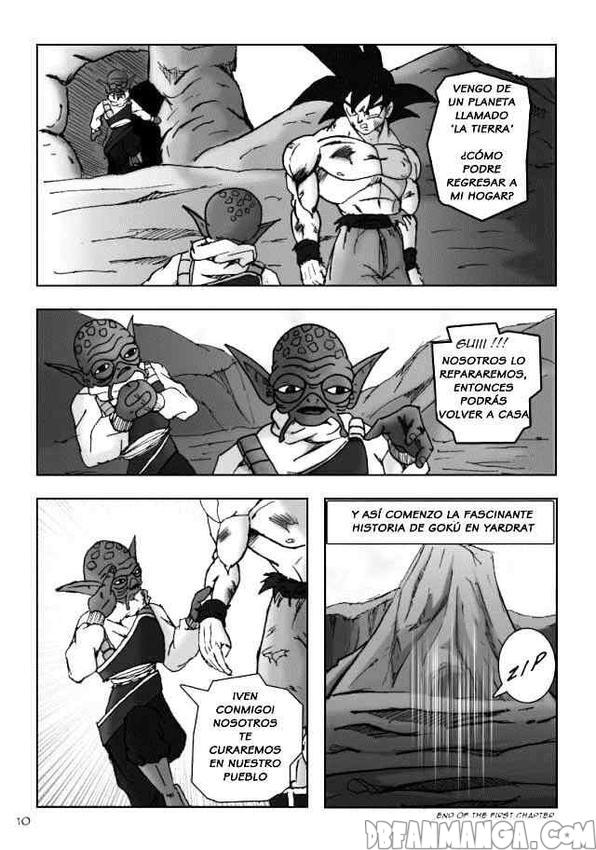 VENGO DE
UN PLANETA
LLAMADO
'LA TIERRA'
¿CÓMO
PODRE
REGRESAR A
MI HOGAR?
GUIII !!!
NOSOTROS LO
REPARAREMOS,
ENTONCES
PODRÁS
VOLVER A CASA
¡VEN
CONMIGO!
NOSOTROS
TE
CURAREMOS
EN NUESTRO
PUEBLO
Y ASÍ COMENZO LA FASCINANTE
HISTORIA DE GOKÚ EN YARDRAT
ZIP
END OF THE FIRST CHAPTER
10
DBFANMANGA.COM